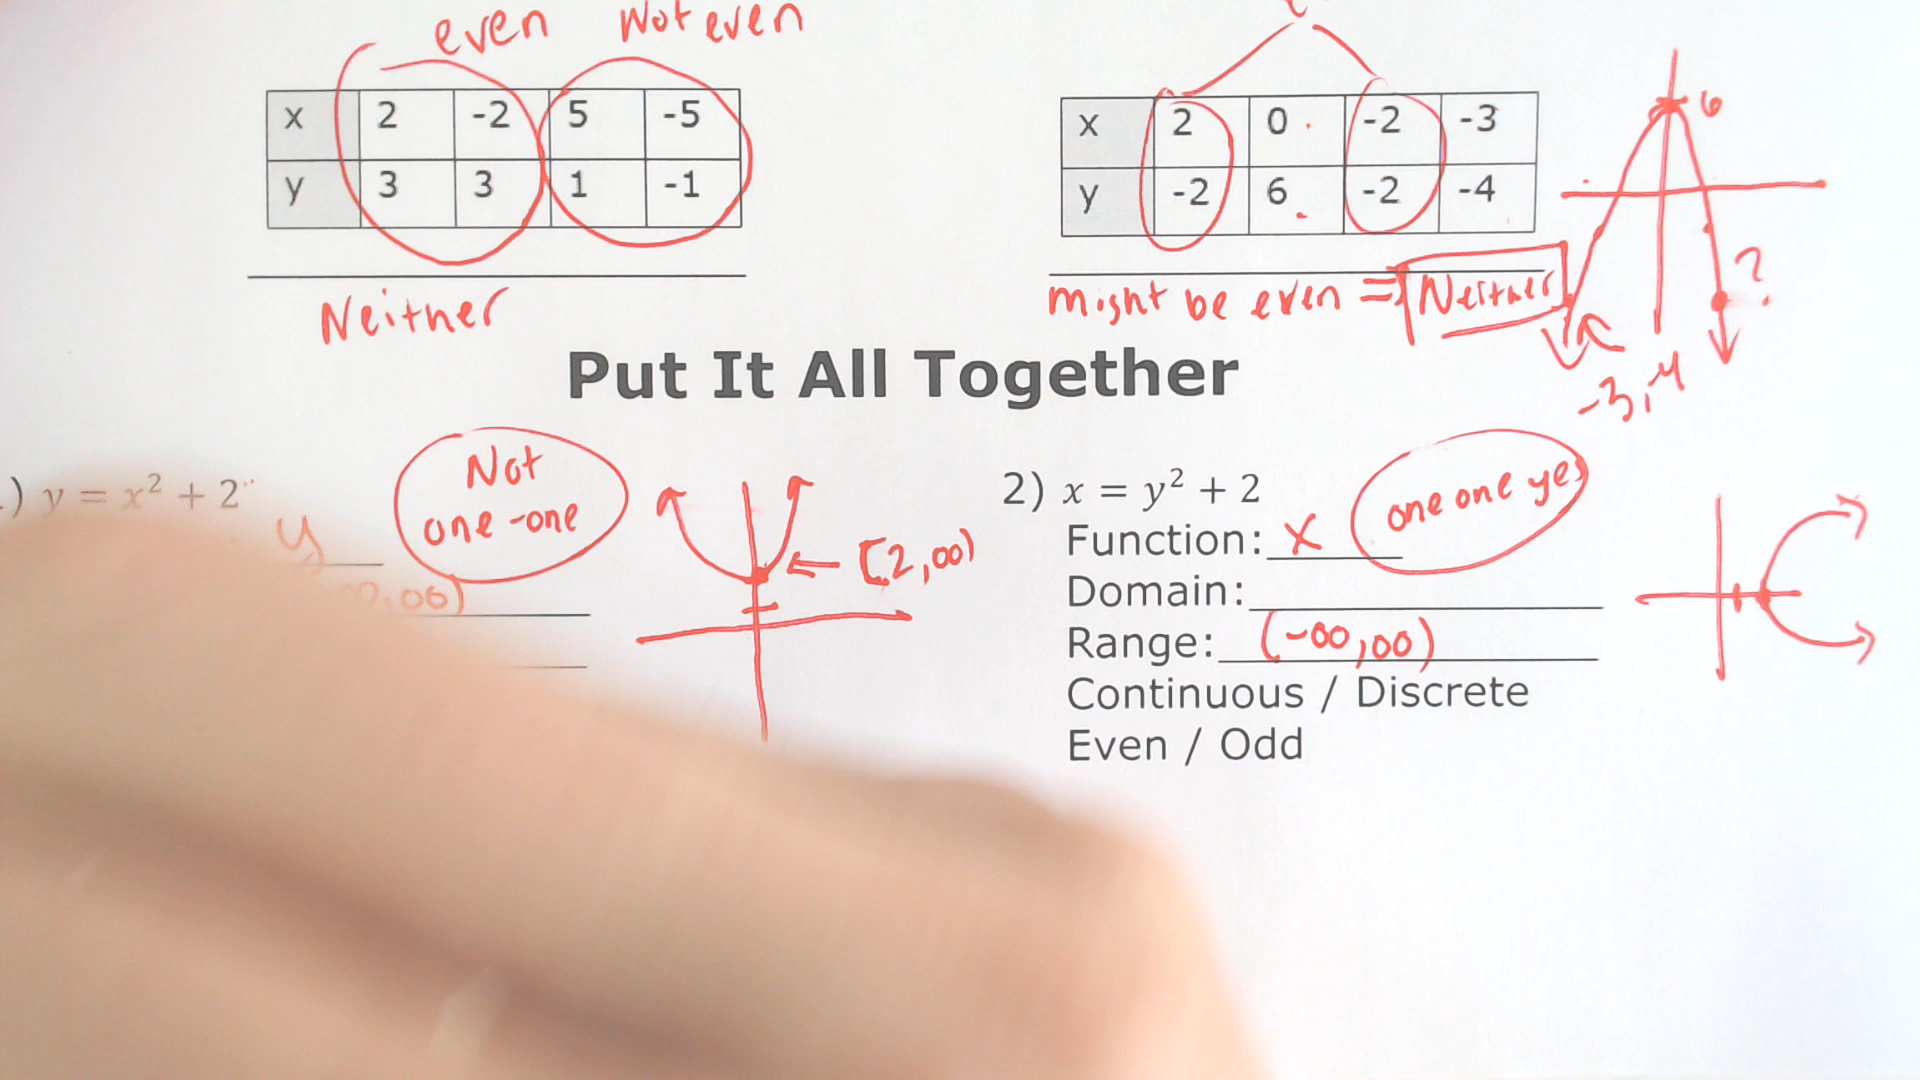 even Not even
x 2 -2 5 -5
y 3 3 1 -1
Neither
x 2 0 -2 -3
y -2 6 -2 -4
6
?
might be even = Neither
-3,-4
Put It All Together
.) y = x² + 2
y
Not
one-one
,∞)
[2,∞)
2) x = y² + 2
one one yes
Function: X
Domain:
Range: (-∞,∞)
Continuous / Discrete
Even / Odd